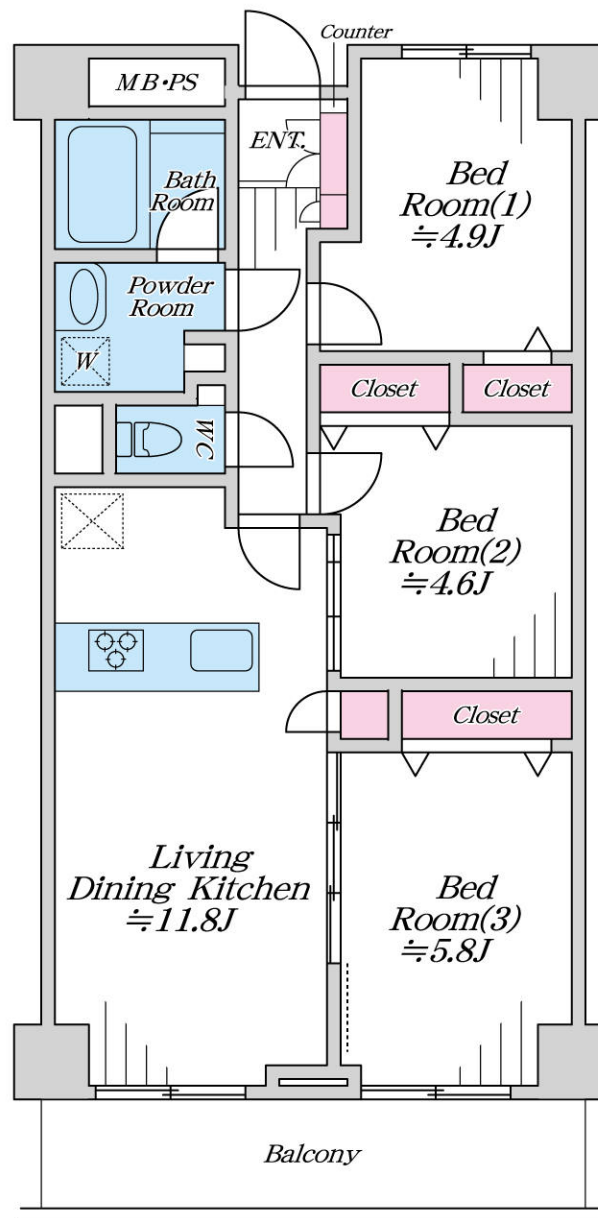 Counter
MB•PS
ENT.
Bath
Room
Bed
Room(1)
≒4.9J
Powder
Room
W
Closet
Closet
WC
Bed
Room(2)
≒4.6J
Closet
Living
Dining Kitchen
≒11.8J
Bed
Room(3)
≒5.8J
Balcony